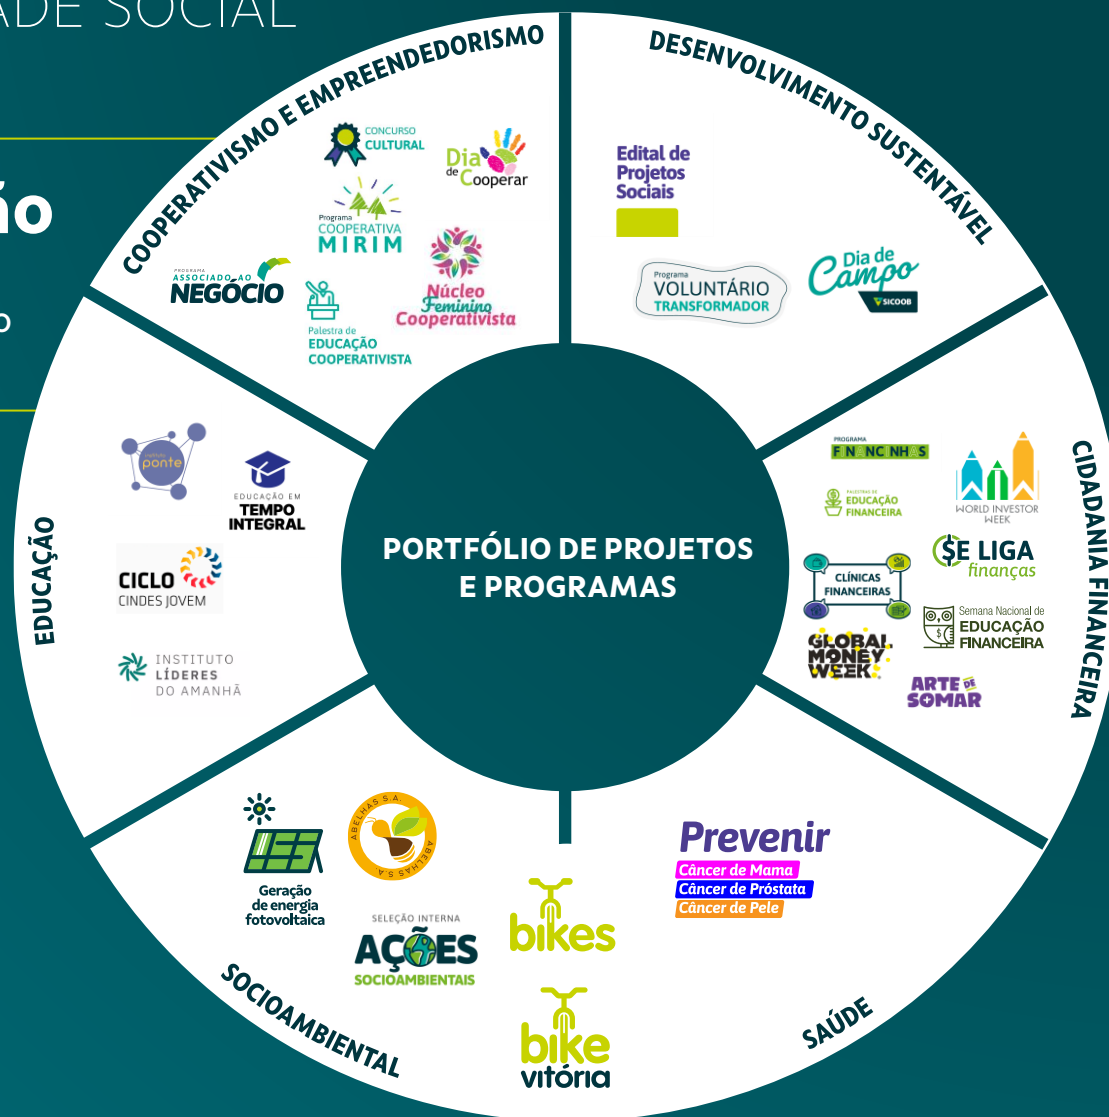 ADE SOCIAL
ão
o
COOPERATIVISMO E EMPREENDEDORISMO
CONCURSO
CULTURAL
Dia
de Cooperar
Programa
COOPERATIVA
MIRIM
PROGRAMA
ASSOCIADO AO
NEGÓCIO
Núcleo
Feminino
Cooperativista
Palestra de
EDUCAÇÃO
COOPERATIVISTA
DESENVOLVIMENTO SUSTENTÁVEL
Edital de
Projetos
Sociais
Programa
VOLUNTÁRIO
TRANSFORMADOR
Dia de
Campo
SICOOB
CIDADANIA FINANCEIRA
PROGRAMA
FINANCINHAS
PALESTRAS DE
EDUCAÇÃO
FINANCEIRA
WORLD INVESTOR
WEEK
CLÍNICAS
FINANCEIRAS
$E LIGA
finanças
GLOBAL
MONEY
WEEK
Semana Nacional de
EDUCAÇÃO
FINANCEIRA
ARTE DE
SOMAR
EDUCAÇÃO
instituto
ponte
EDUCAÇÃO EM
TEMPO
INTEGRAL
CICLO
CINDES JOVEM
INSTITUTO
LÍDERES
DO AMANHÃ
PORTFÓLIO DE PROJETOS
E PROGRAMAS
SOCIOAMBIENTAL
Geração
de energia
fotovoltaica
ABELHAS S.A.
ABELHAS S.A.
SELEÇÃO INTERNA
AÇÕES
SOCIOAMBIENTAIS
bikes
bike
vitória
SAÚDE
Prevenir
Câncer de Mama
Câncer de Próstata
Câncer de Pele